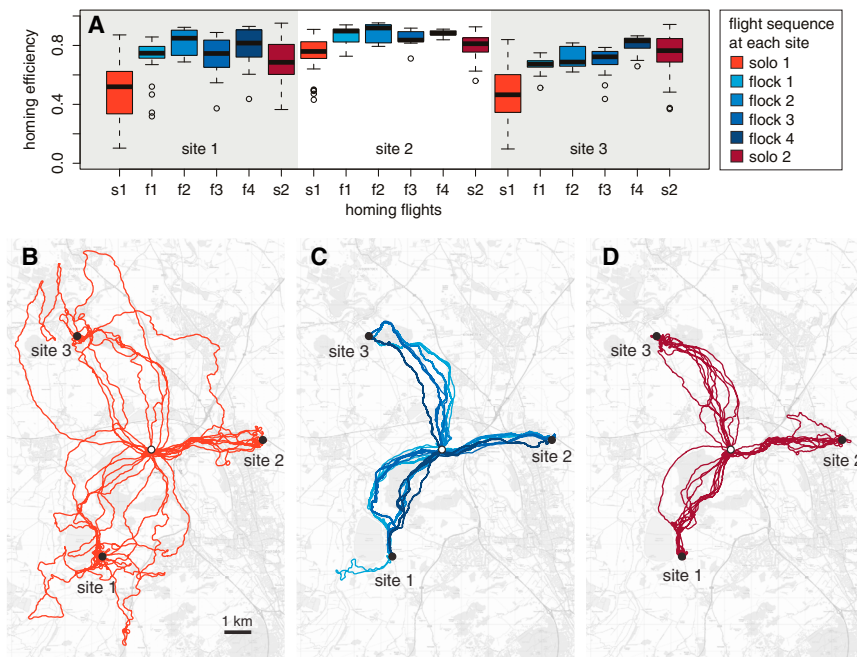 A
homing efficiency
0.8
0.4
0.0
site 1
site 2
site 3
s1 f1 f2 f3 f4 s2 s1 f1 f2 f3 f4 s2 s1 f1 f2 f3 f4 s2
homing flights
flight sequence
at each site
solo 1
flock 1
flock 2
flock 3
flock 4
solo 2
B
site 3
site 2
site 1
1 km
C
site 3
site 2
site 1
D
site 3
site 2
site 1